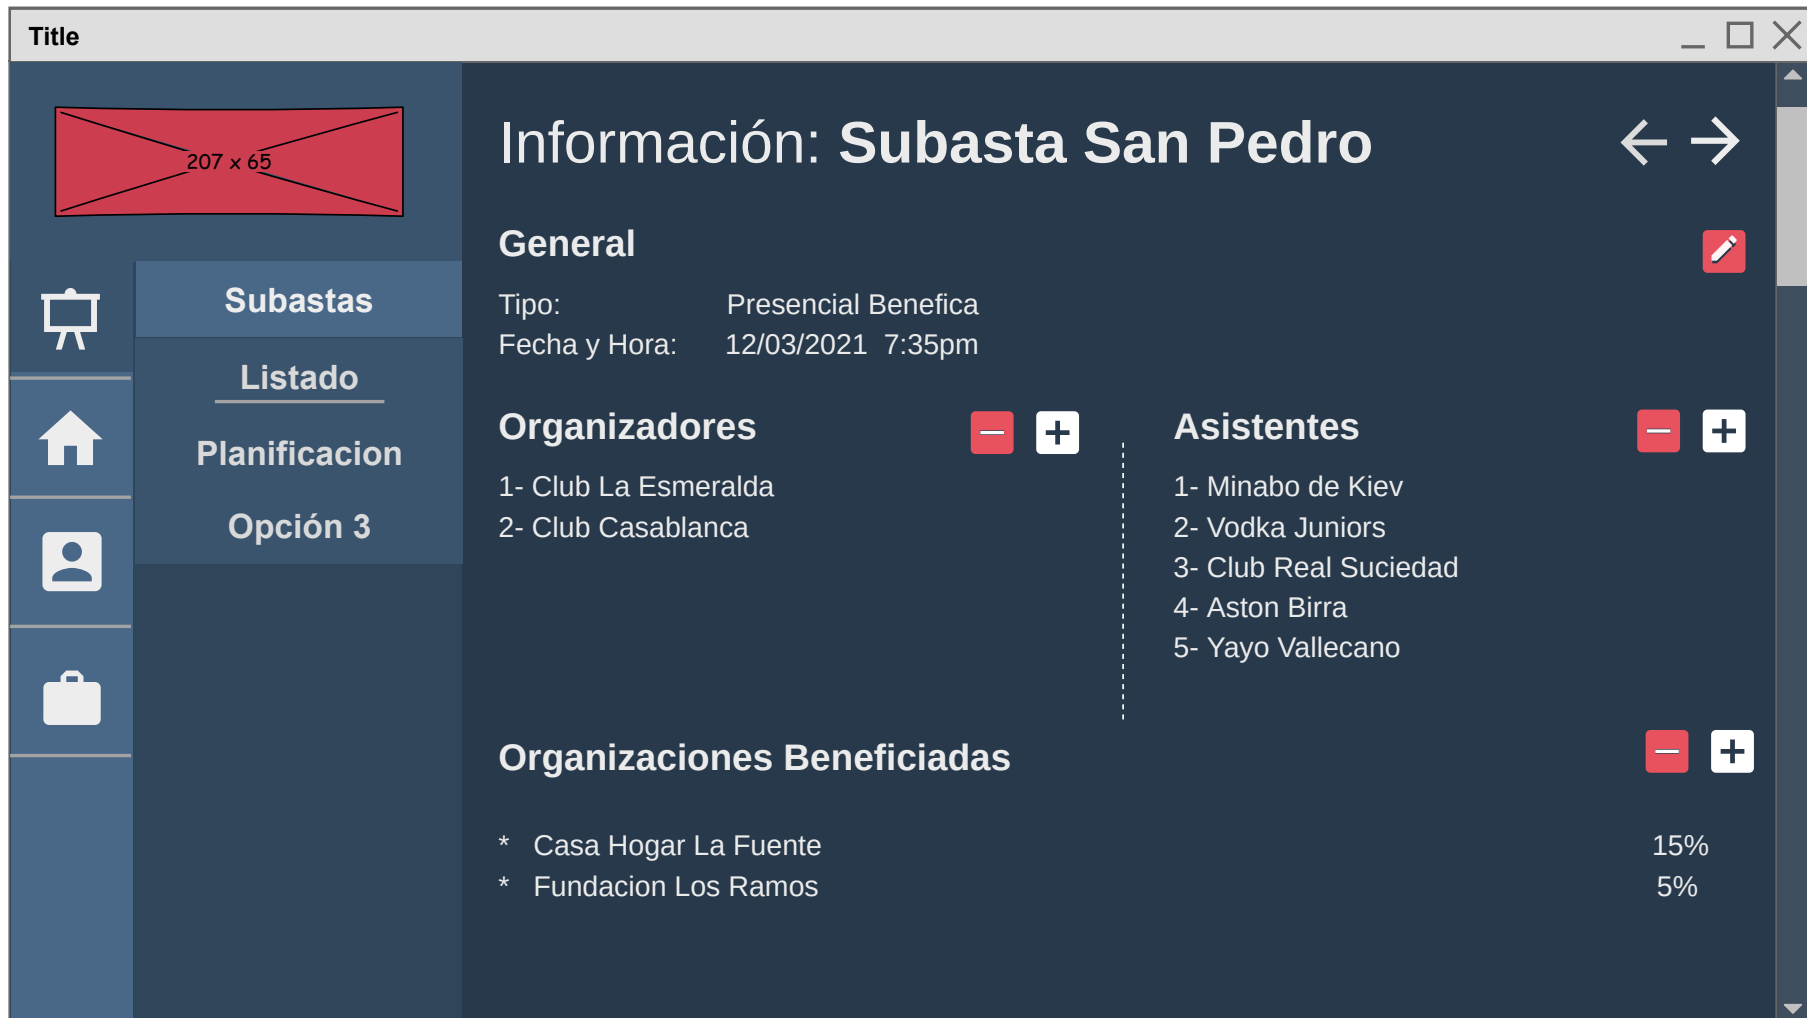 Title
207 x 65
Subastas
Listado
Planificacion
Opción 3
Información: Subasta San Pedro
General
Tipo: Presencial Benefica
Fecha y Hora: 12/03/2021 7:35pm
Organizadores
1- Club La Esmeralda
2- Club Casablanca
Asistentes
1- Minabo de Kiev
2- Vodka Juniors
3- Club Real Suciedad
4- Aston Birra
5- Yayo Vallecano
Organizaciones Beneficiadas
* Casa Hogar La Fuente 15%
* Fundacion Los Ramos 5%